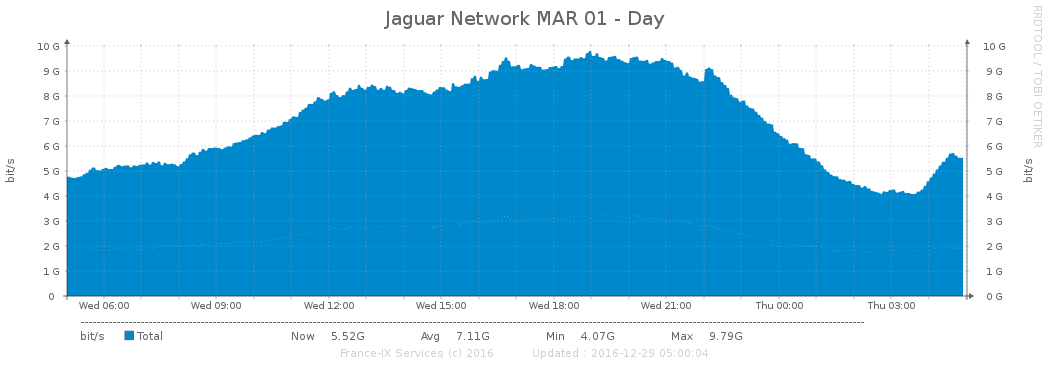 Jaguar Network MAR 01 - Day
RRDTOOL / TOBI OETIKER
bit/s
bit/s
10 G 10 G
9 G 9 G
8 G 8 G
7 G 7 G
6 G 6 G
5 G 5 G
4 G 4 G
3 G 3 G
2 G 2 G
1 G 1 G
0 0 G
Wed 06:00 Wed 09:00 Wed 12:00 Wed 15:00 Wed 18:00 Wed 21:00 Thu 00:00 Thu 03:00
bit/s Total Now 5.52G Avg 7.11G Min 4.07G Max 9.79G
France-IX Services (c) 2016 Updated : 2016-12-29 05:00:04